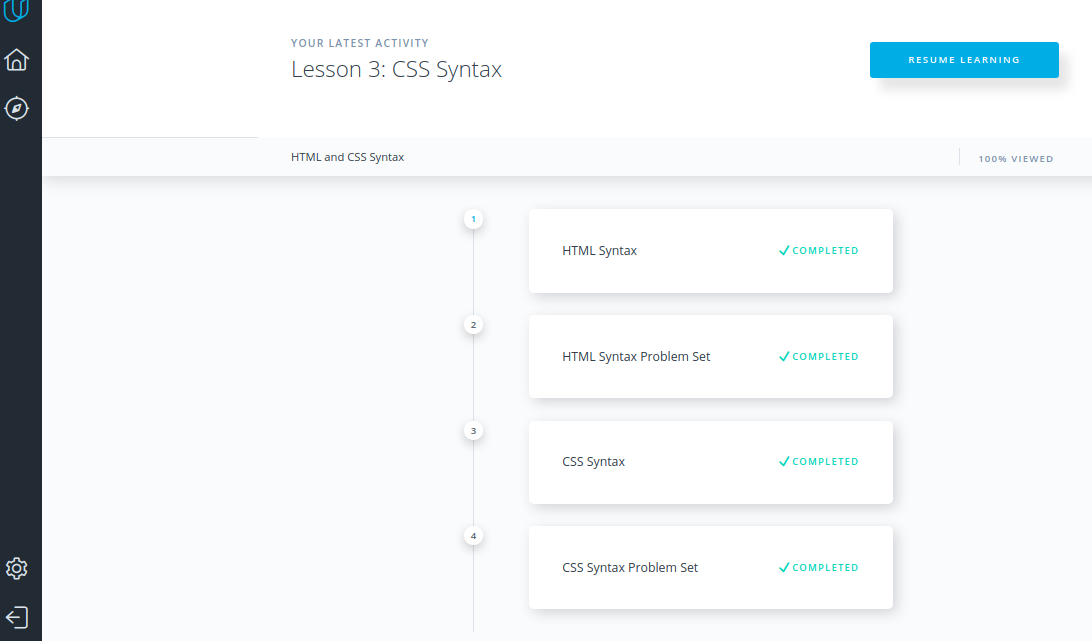 YOUR LATEST ACTIVITY
Lesson 3: CSS Syntax
RESUME LEARNING
HTML and CSS Syntax
100% VIEWED
1
HTML Syntax
COMPLETED
2
HTML Syntax Problem Set
COMPLETED
3
CSS Syntax
COMPLETED
4
CSS Syntax Problem Set
COMPLETED